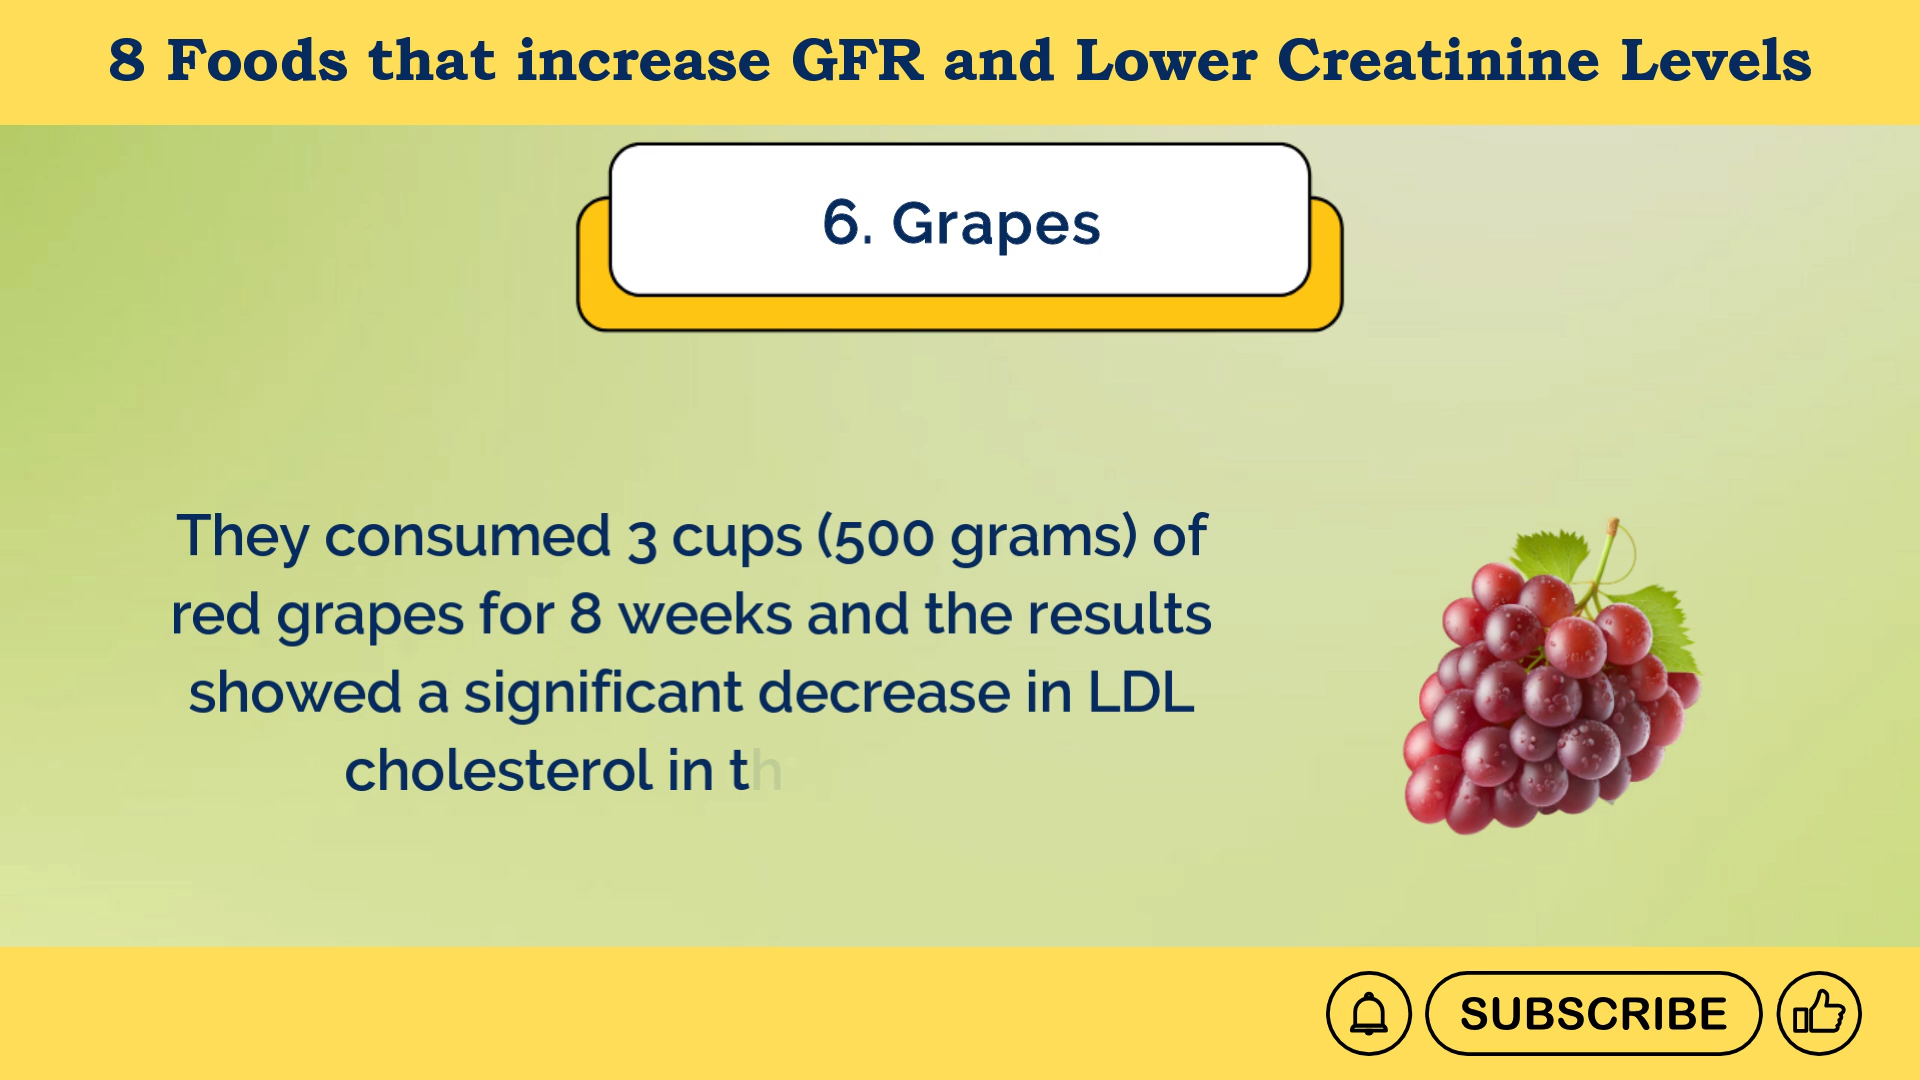 8 Foods that increase GFR and Lower Creatinine Levels
6. Grapes
They consumed 3 cups (500 grams) of
red grapes for 8 weeks and the results
showed a significant decrease in LDL
cholesterol in th
SUBSCRIBE